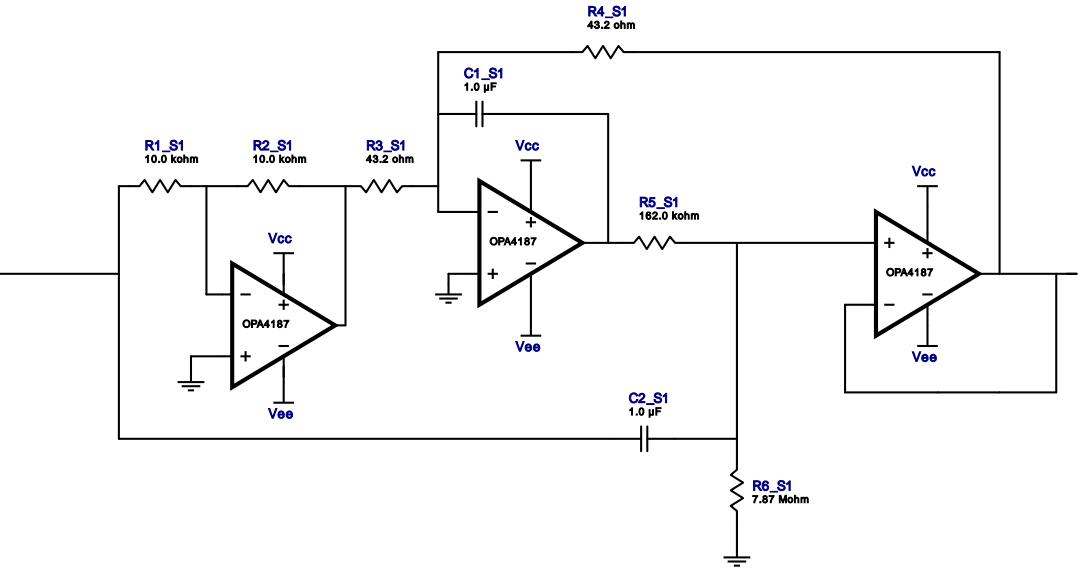 R4_S1
43.2 ohm
C1_S1
1.0 µF
R1_S1
10.0 kohm
R2_S1
10.0 kohm
R3_S1
43.2 ohm
Vcc
Vcc
R5_S1
162.0 kohm
−
+
OPA4187
−
+
+
+
OPA4187
−
−
Vcc
−
+
OPA4187
−
+
Vee
Vee
Vee
C2_S1
1.0 µF
R6_S1
7.87 Mohm